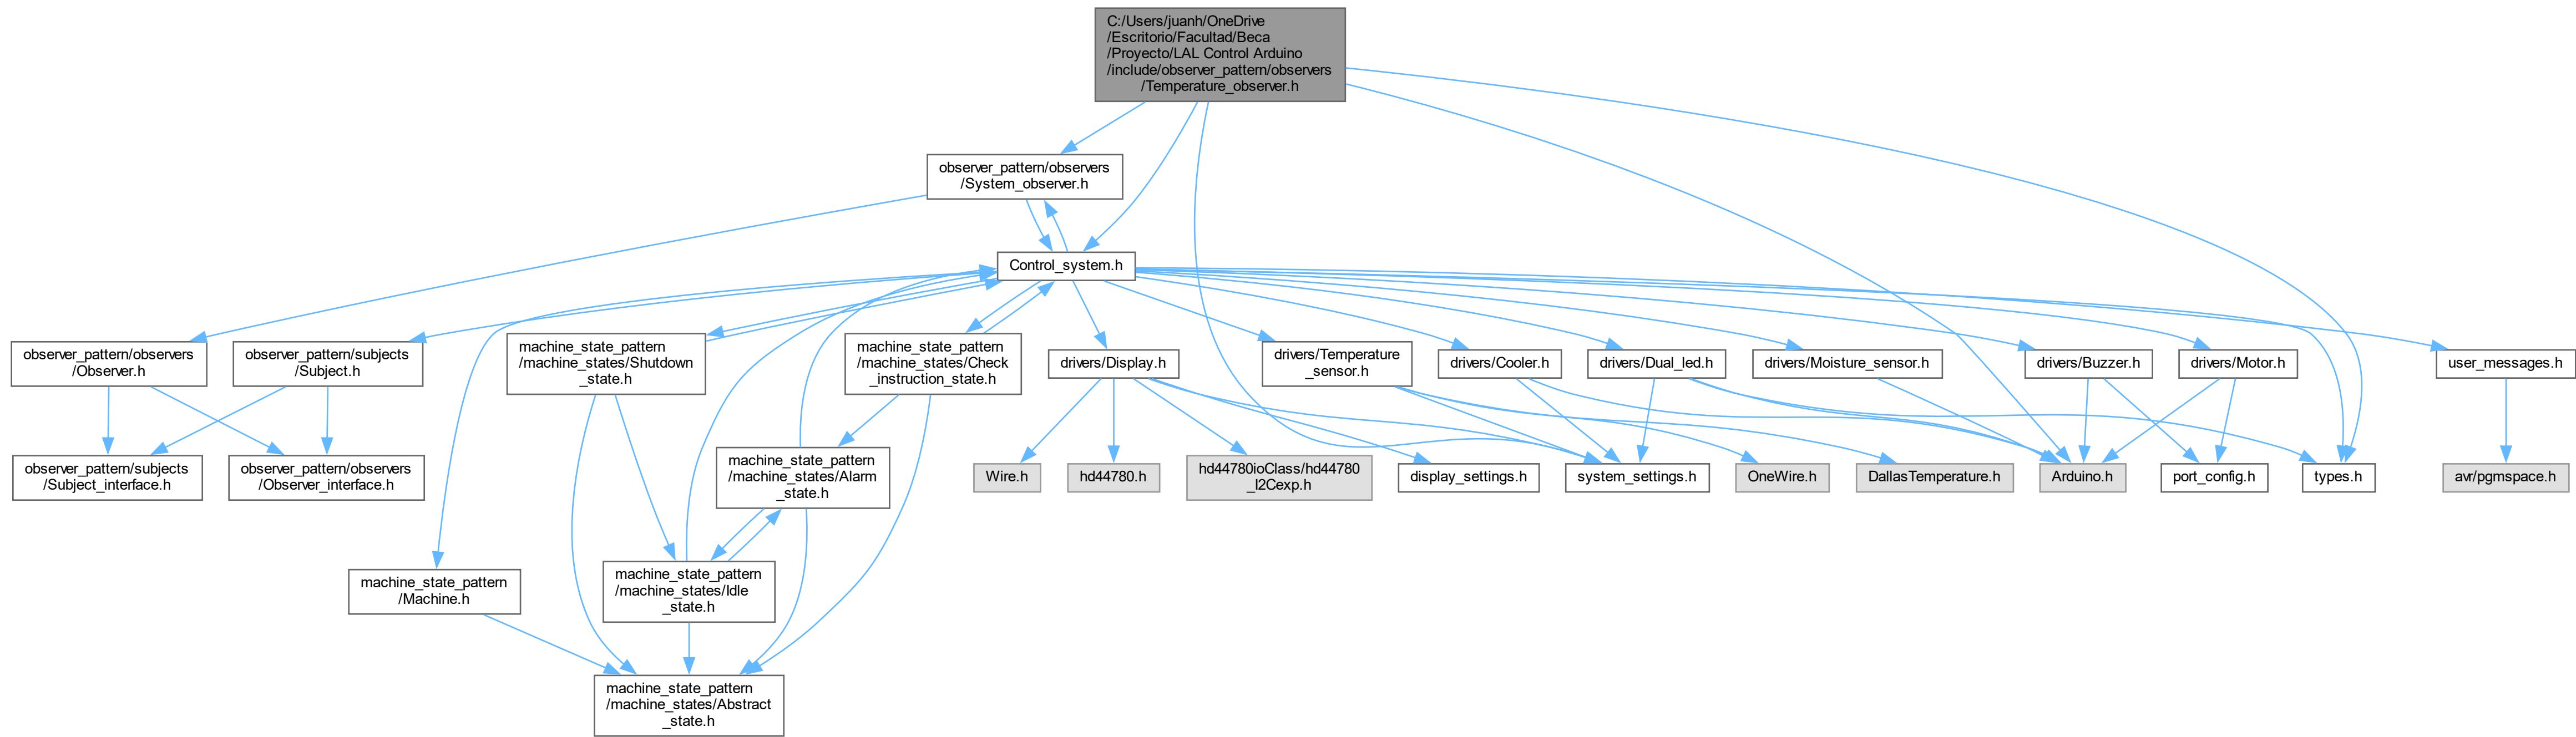 C:/Users/juanh/OneDrive
/Escritorio/Facultad/Beca
/Proyecto/LAL Control Arduino
/include/observer_pattern/observers
/Temperature_observer.h
observer_pattern/observers
/System_observer.h
Control_system.h
observer_pattern/observers
/Observer.h
observer_pattern/subjects
/Subject.h
machine_state_pattern
/machine_states/Shutdown
_state.h
machine_state_pattern
/machine_states/Check
_instruction_state.h
drivers/Display.h
drivers/Temperature
_sensor.h
drivers/Cooler.h
drivers/Dual_led.h
drivers/Moisture_sensor.h
drivers/Buzzer.h
drivers/Motor.h
user_messages.h
observer_pattern/subjects
/Subject_interface.h
observer_pattern/observers
/Observer_interface.h
machine_state_pattern
/machine_states/Alarm
_state.h
Wire.h
hd44780.h
hd44780ioClass/hd44780
_I2Cexp.h
display_settings.h
system_settings.h
OneWire.h
DallasTemperature.h
Arduino.h
port_config.h
types.h
avr/pgmspace.h
machine_state_pattern
/Machine.h
machine_state_pattern
/machine_states/Idle
_state.h
machine_state_pattern
/machine_states/Abstract
_state.h